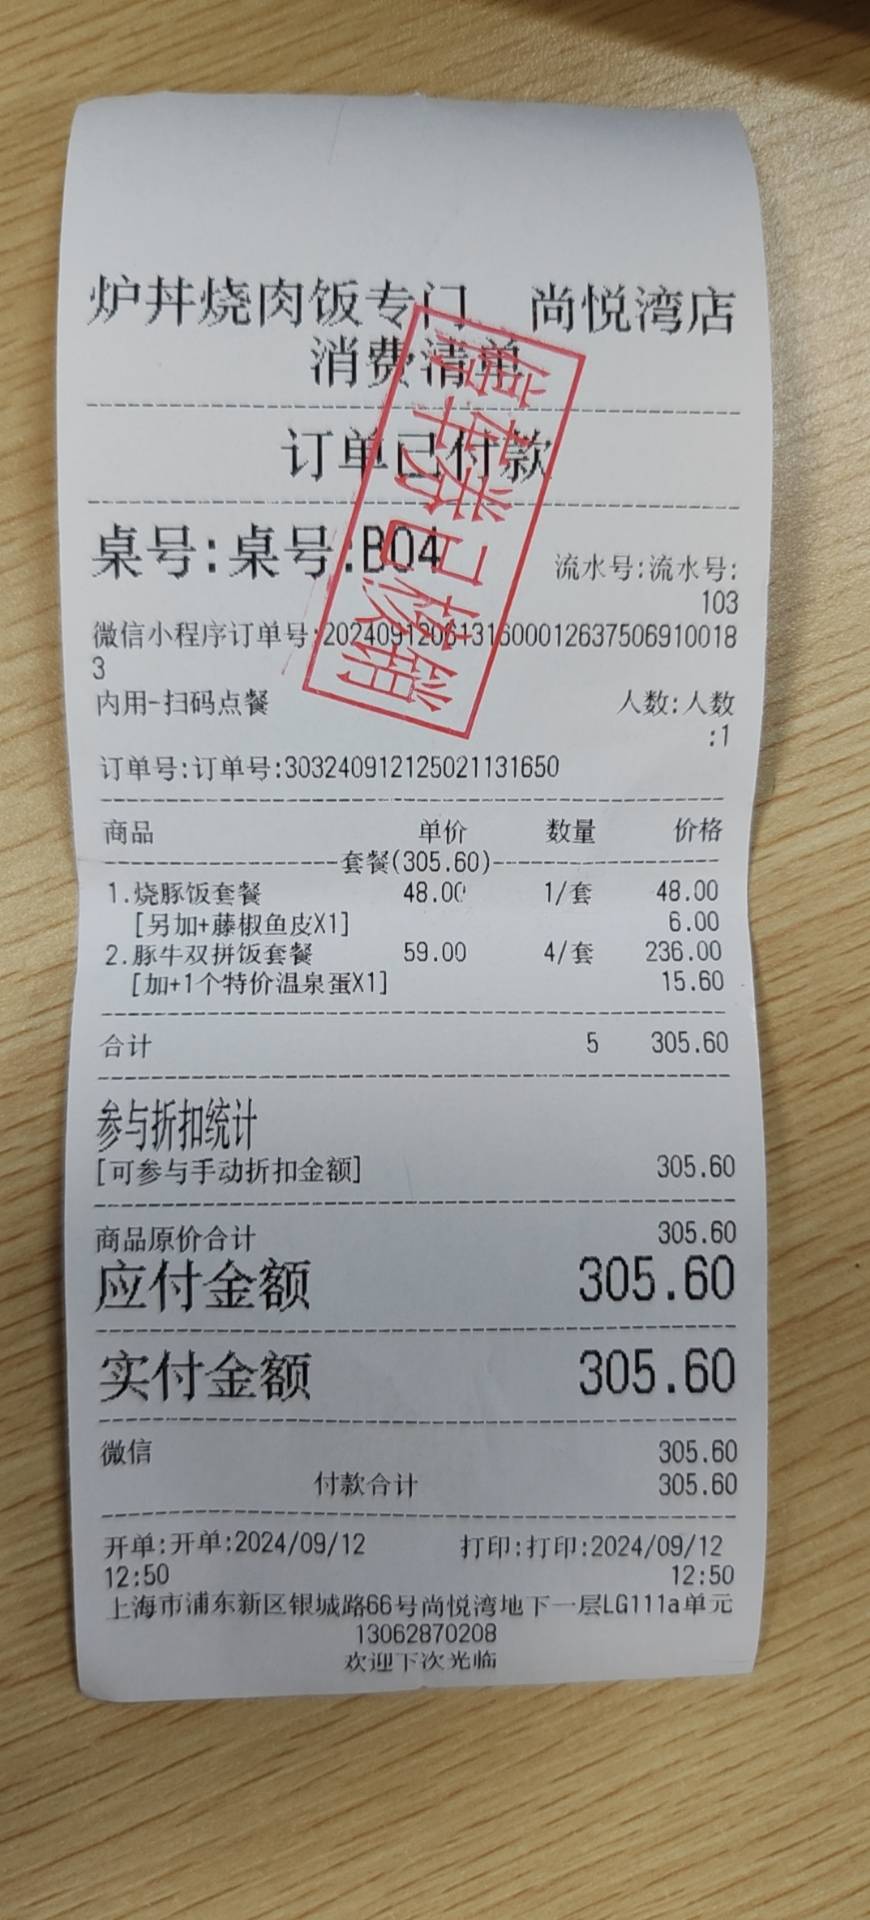 炉丼烧肉饭专门 尚悦湾店
消费清单
订单已付款
桌号:桌号:B04
流水号:流水号:
103
微信小程序订单号:2024091206131600012637506910018
3
内用-扫码点餐 人数:人数
:1
订单号:订单号:303240912125021131650
商品 单价 数量 价格
套餐(305.60)
1.烧豚饭套餐 48.00 1/套 48.00
[另加+藤椒鱼皮X1] 6.00
2.豚牛双拼饭套餐 59.00 4/套 236.00
[加+1个特价温泉蛋X1] 15.60
合计 5 305.60
参与折扣统计
[可参与手动折扣金额] 305.60
商品原价合计 305.60
应付金额 305.60
实付金额 305.60
微信 305.60
付款合计 305.60
开单:开单:2024/09/12 打印:打印:2024/09/12
12:50 12:50
上海市浦东新区银城路66号尚悦湾地下一层LG111a单元
13062870208
欢迎下次光临
停车券已核销